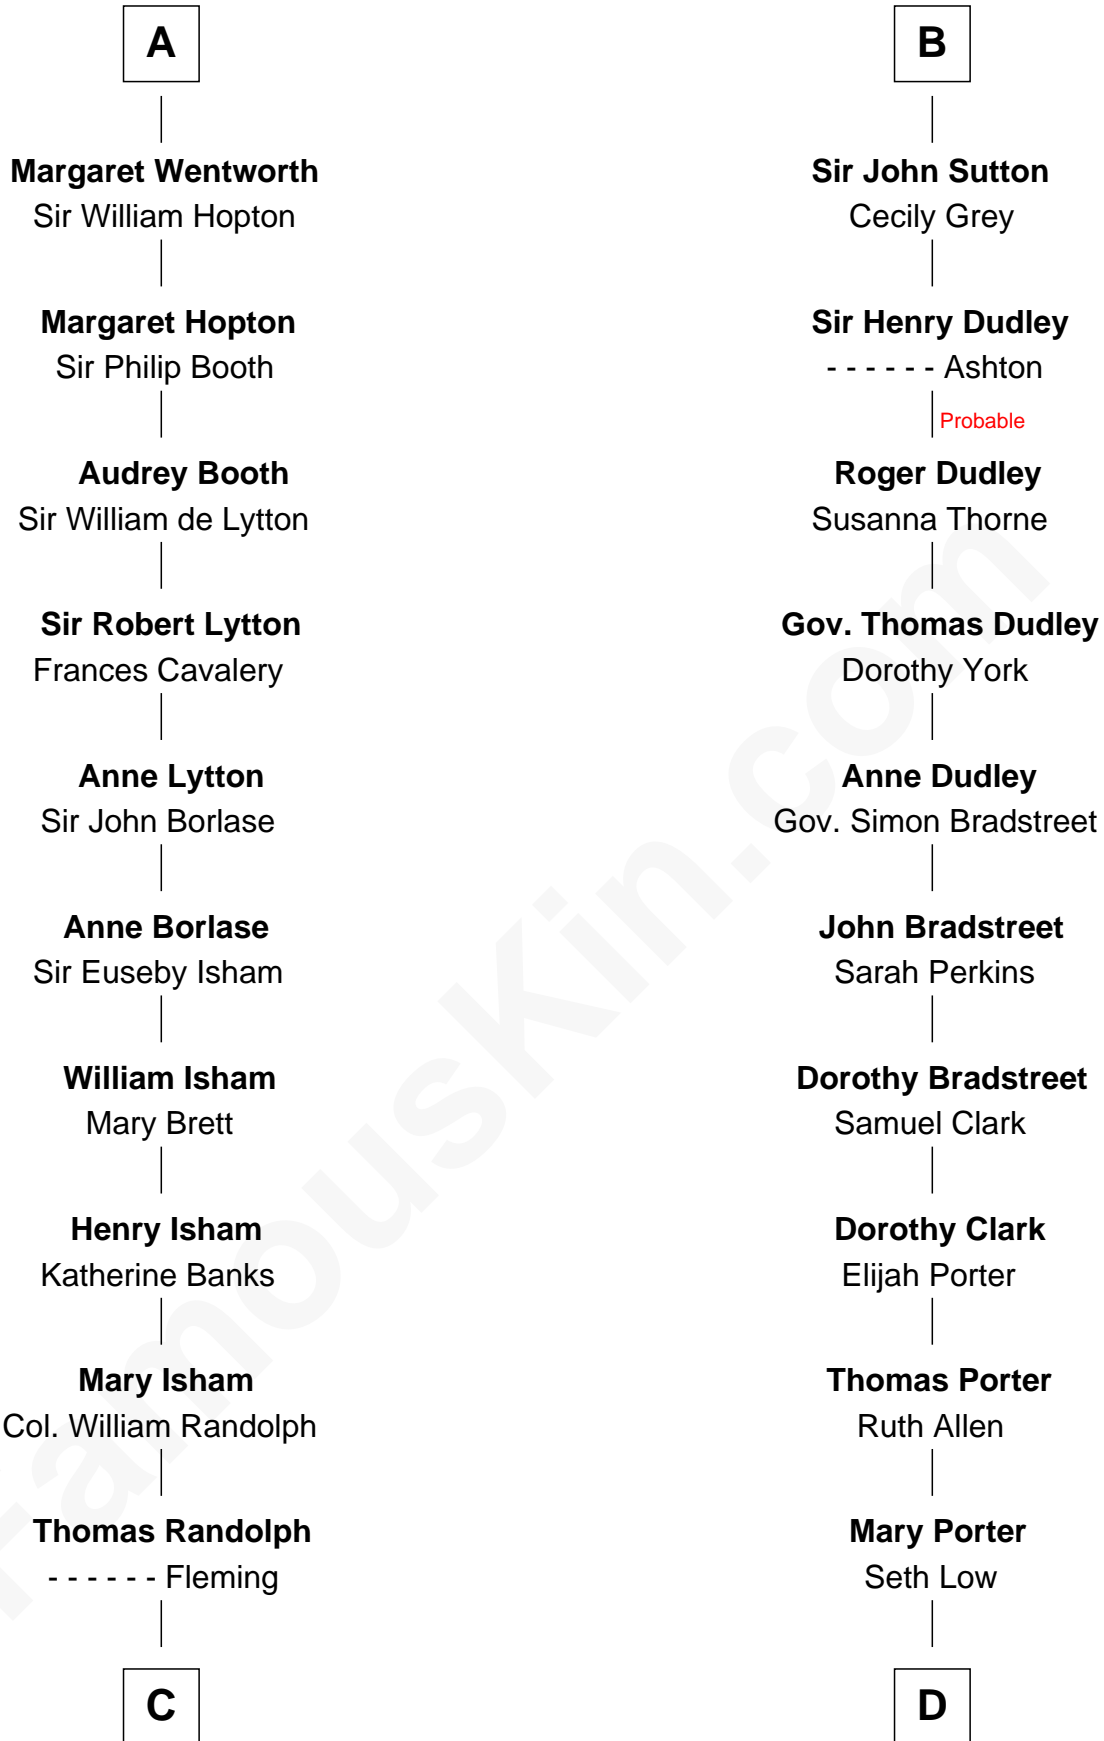 A
Margaret Wentworth
Sir William Hopton
Margaret Hopton
Sir Philip Booth
Audrey Booth
Sir William de Lytton
Sir Robert Lytton
Frances Cavalery
Anne Lytton
Sir John Borlase
Anne Borlase
Sir Euseby Isham
William Isham
Mary Brett
Henry Isham
Katherine Banks
Mary Isham
Col. William Randolph
Thomas Randolph
- - - - - - Fleming
C
B
Sir John Sutton
Cecily Grey
Sir Henry Dudley
- - - - - - Ashton
Probable
Roger Dudley
Susanna Thorne
Gov. Thomas Dudley
Dorothy York
Anne Dudley
Gov. Simon Bradstreet
John Bradstreet
Sarah Perkins
Dorothy Bradstreet
Samuel Clark
Dorothy Clark
Elijah Porter
Thomas Porter
Ruth Allen
Mary Porter
Seth Low
D
FamousKin.com